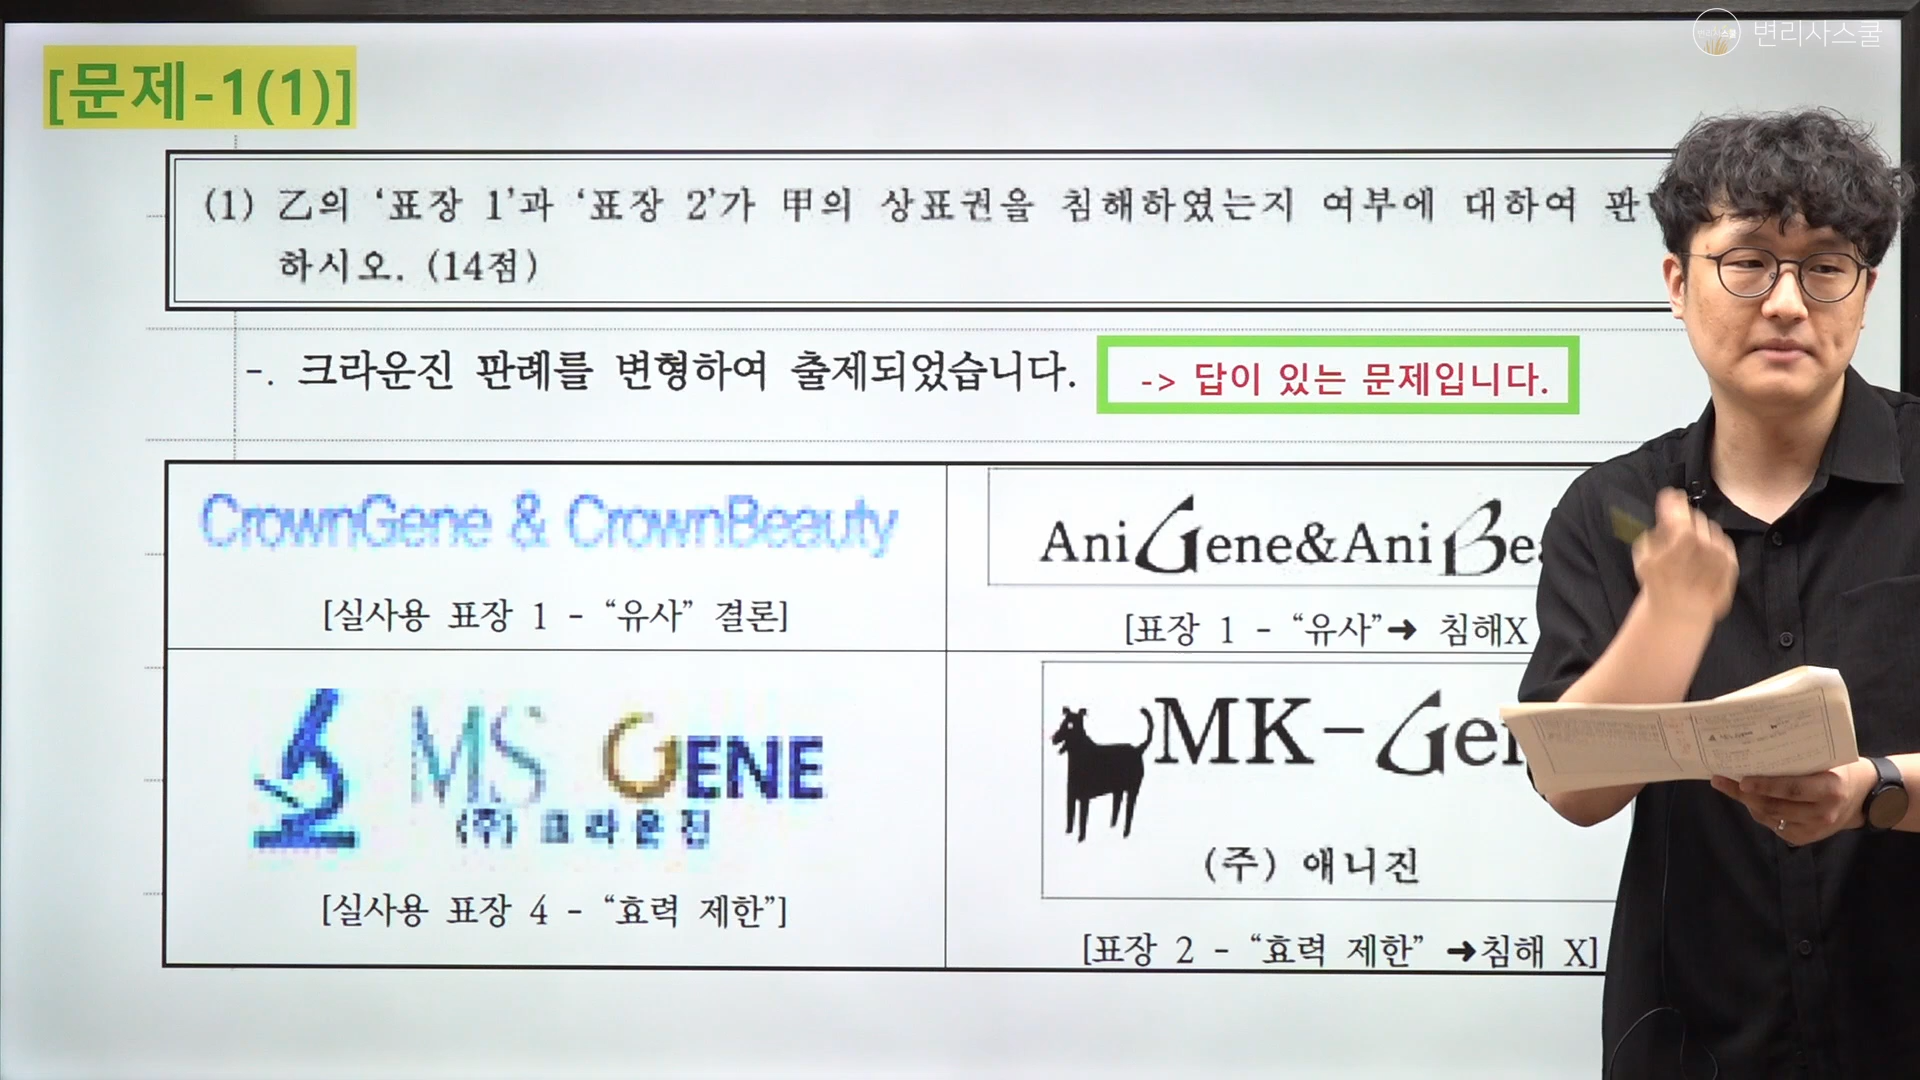 변리사스쿨
[문제-1(1)]
(1) 乙의 ‘표장 1’과 ‘표장 2’가 甲의 상표권을 침해하였는지 여부에 대하여
하시오. (14점)
-. 크라운진 판례를 변형하여 출제되었습니다. -> 답이 있는 문제입니다.
CrownGene & CrownBeauty
[실사용 표장 1 - “유사” 결론]
AniGene&Ani
[표장 1 - “유사”➔ 침해X
MS GENE
(주) 크라운진
[실사용 표장 4 - “효력 제한”]
MK-Gen
(주) 애니진
[표장 2 - “효력 제한” ➔침해 X]